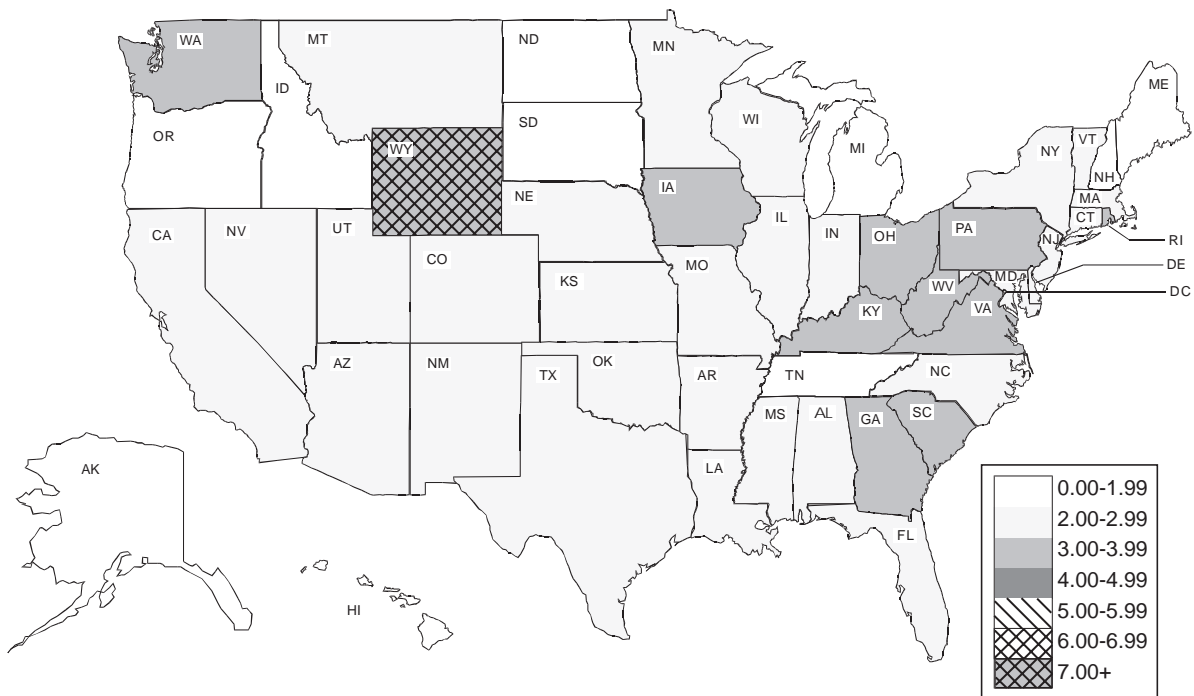 WA
MT
ND
MN
ID
OR
SD
WI
MI
ME
VT
NY
NH
MA
CT
RI
WY
IA
NE
PA
NJ
DE
DC
MD
CA
NV
UT
CO
IL
IN
OH
WV
VA
KS
MO
KY
AZ
NM
TX
OK
AR
TN
NC
SC
MS
AL
GA
LA
FL
AK
HI
0.00-1.99
2.00-2.99
3.00-3.99
4.00-4.99
5.00-5.99
6.00-6.99
7.00+